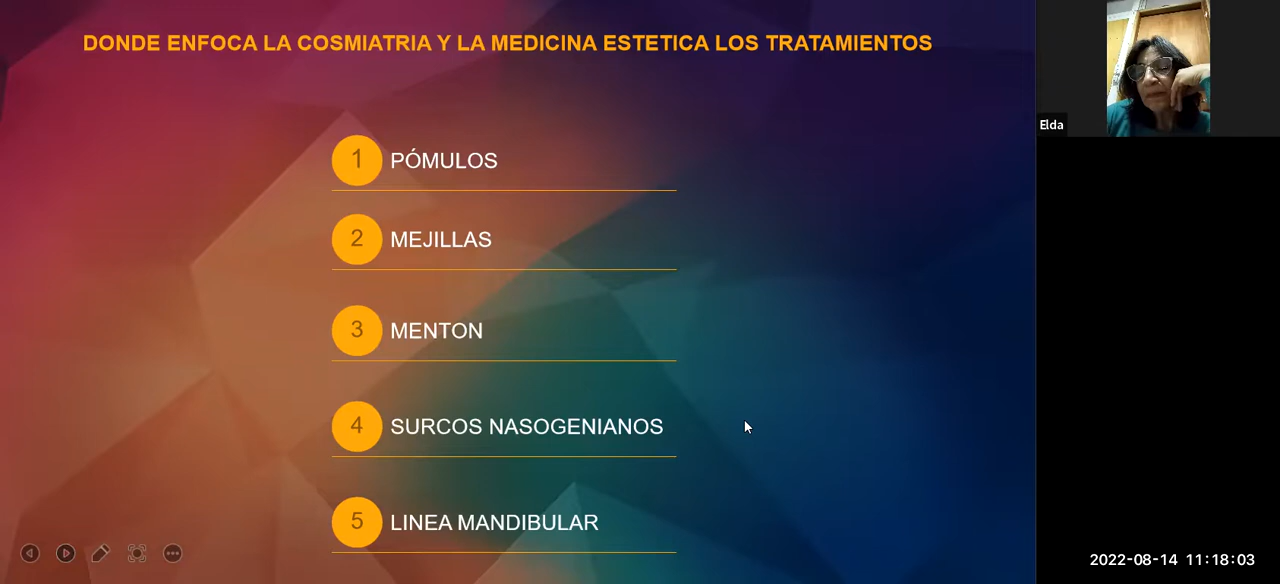 DONDE ENFOCA LA COSMIATRIA Y LA MEDICINA ESTETICA LOS TRATAMIENTOS
1 PÓMULOS
2 MEJILLAS
3 MENTON
4 SURCOS NASOGENIANOS
5 LINEA MANDIBULAR
Elda
2022-08-14 11:18:03